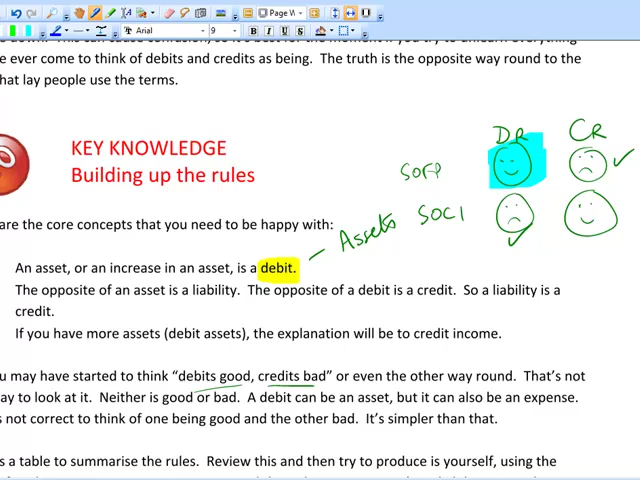 Page W
Arial
9
B I U S
e ever come to think of debits and credits as being. The truth is the opposite way round to the
hat lay people use the terms.
DR CR
KEY KNOWLEDGE
Building up the rules
SOFP
Assets SOCI
are the core concepts that you need to be happy with:
An asset, or an increase in an asset, is a debit.
The opposite of an asset is a liability. The opposite of a debit is a credit. So a liability is a
credit.
If you have more assets (debit assets), the explanation will be to credit income.
u may have started to think “debits good, credits bad” or even the other way round. That’s not
way to look at it. Neither is good or bad. A debit can be an asset, but it can also be an expense.
s not correct to think of one being good and the other bad. It’s simpler than that.
s a table to summarise the rules. Review this and then try to produce is yourself, using the